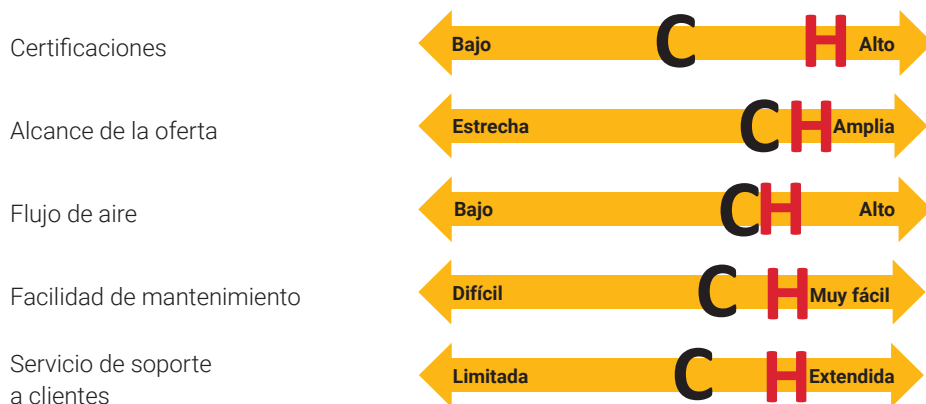 Certificaciones
Bajo C H Alto
Alcance de la oferta
Estrecha C H Amplia
Flujo de aire
Bajo C H Alto
Facilidad de mantenimiento
Difícil C H Muy fácil
Servicio de soporte
a clientes
Limitada C H Extendida